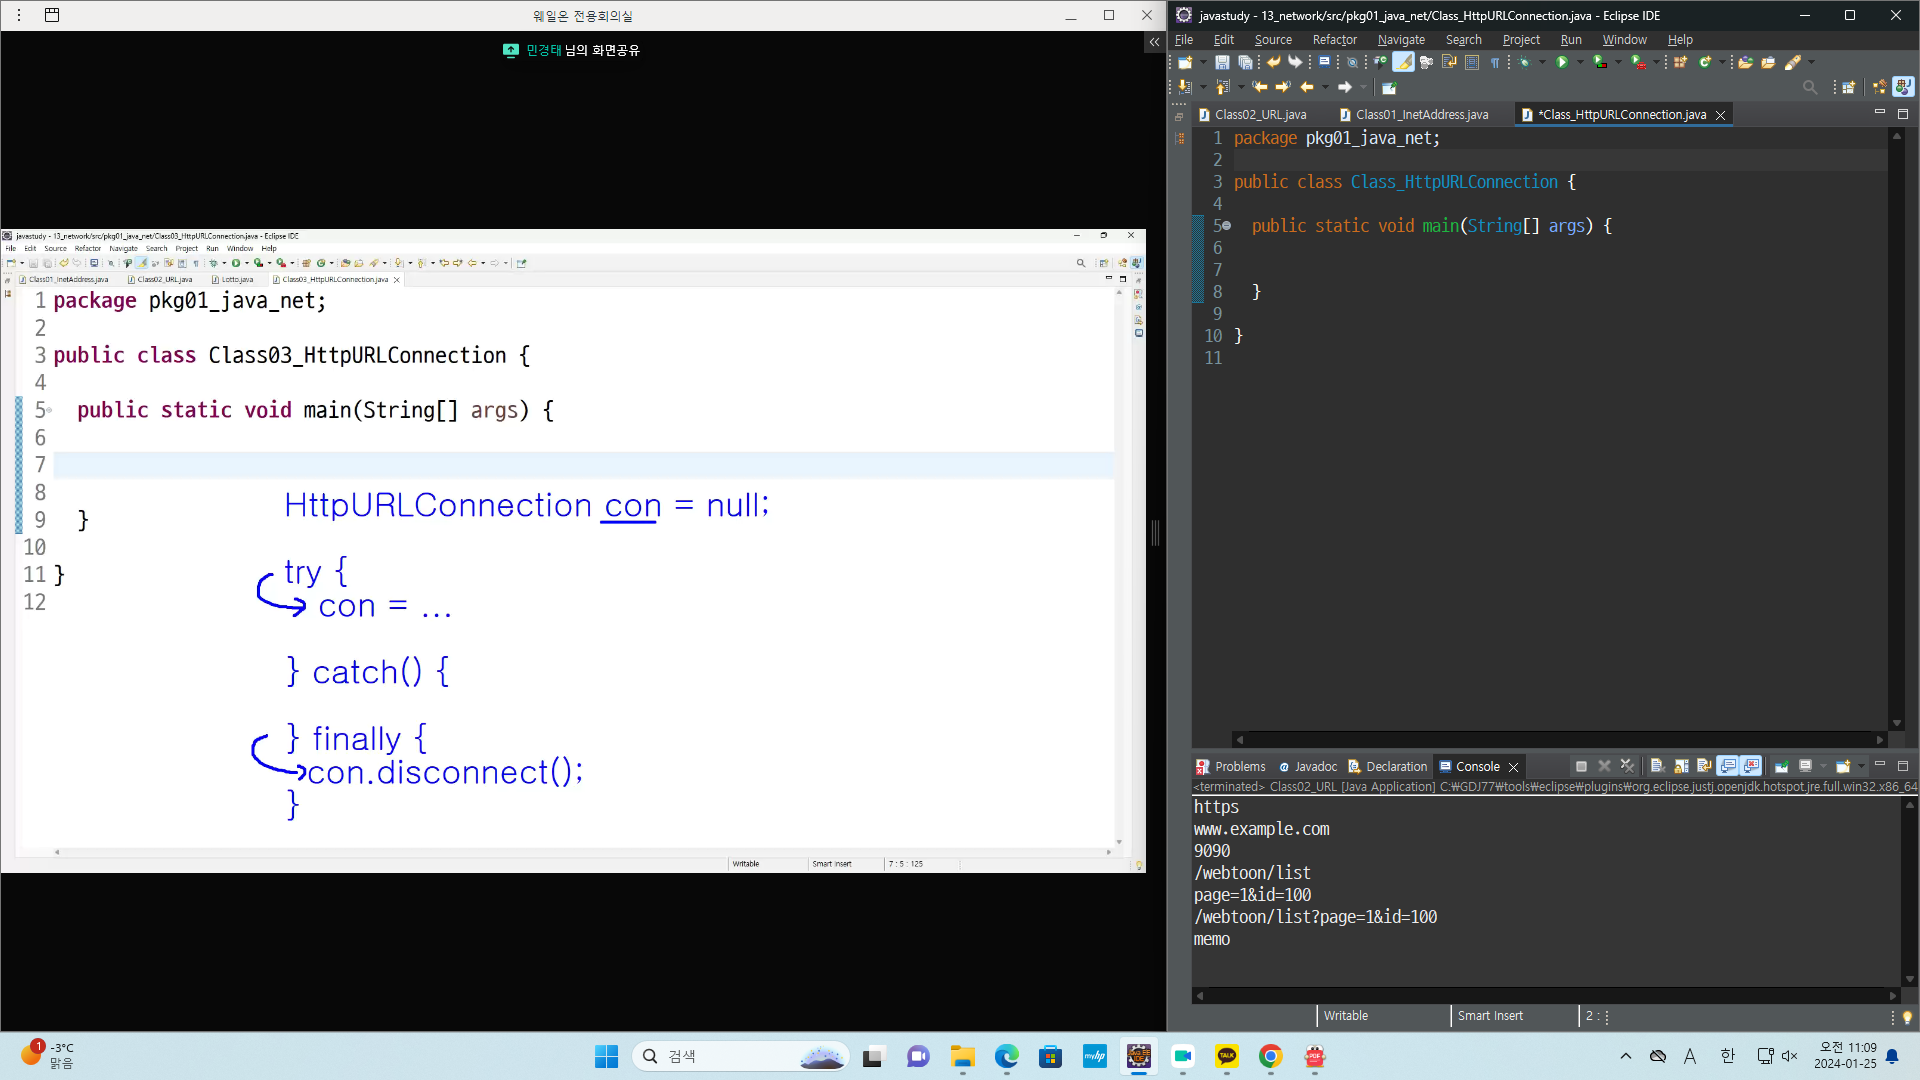 웨일온 전용회의실
민경태 님의 화면공유
javastudy - 13_network/src/pkg01_java_net/Class03_HttpURLConnection.java - Eclipse IDE
File Edit Source Refactor Navigate Search Project Run Window Help
Class01_InetAddress.java Class02_URL.java Lotto.java Class03_HttpURLConnection.java
1 package pkg01_java_net;
2
3 public class Class03_HttpURLConnection {
4
5 public static void main(String[] args) {
6
7
8
9 }
10
11 }
12
HttpURLConnection con = null;
try {
con = ...
} catch() {
} finally {
con.disconnect();
}
Writable Smart Insert 7 : 5 : 125
javastudy - 13_network/src/pkg01_java_net/Class_HttpURLConnection.java - Eclipse IDE
File Edit Source Refactor Navigate Search Project Run Window Help
Class02_URL.java Class01_InetAddress.java *Class_HttpURLConnection.java
1 package pkg01_java_net;
2
3 public class Class_HttpURLConnection {
4
5 public static void main(String[] args) {
6
7
8 }
9
10 }
11
Problems Javadoc Declaration Console
<terminated> Class02_URL [Java Application] C:₩GDJ77₩tools₩eclipse₩plugins₩org.eclipse.justj.openjdk.hotspot.jre.full.win32.x86_64
https
www.example.com
9090
/webtoon/list
page=1&id=100
/webtoon/list?page=1&id=100
memo
Writable Smart Insert 2 :
1
-3°C
맑음
검색
myhp
TALK
PDF
A 한
오전 11:09
2024-01-25